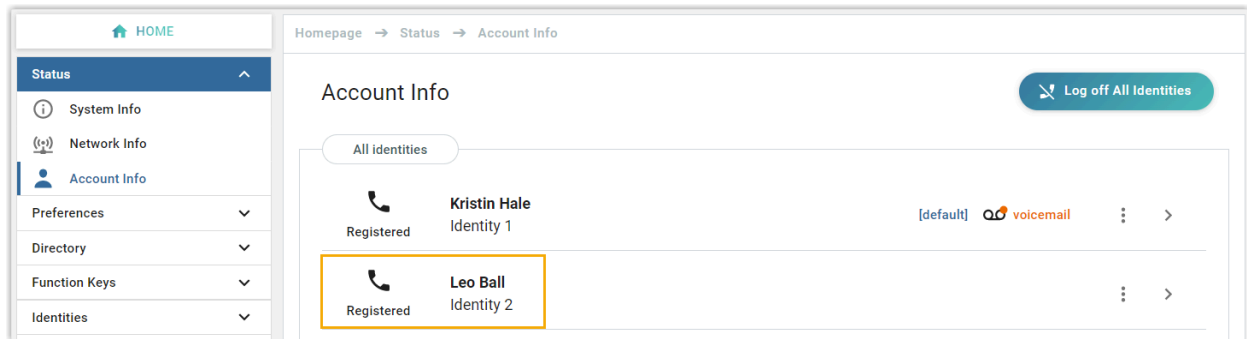 HOME
Homepage → Status → Account Info
Status
System Info
Network Info
Account Info
Preferences
Directory
Function Keys
Identities
Account Info
Log off All Identities
All identities
Registered
Kristin Hale
Identity 1
[default] voicemail
Registered
Leo Ball
Identity 2